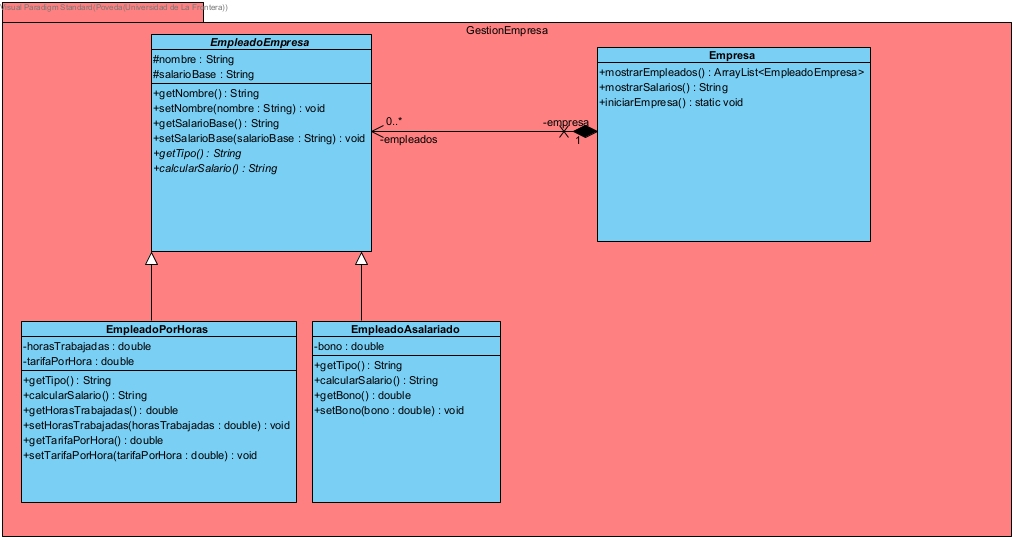 Visual Paradigm Standard(Poveda(Universidad de La Frontera))
GestionEmpresa
EmpleadoEmpresa
#nombre : String
#salarioBase : String
+getNombre() : String
+setNombre(nombre : String) : void
+getSalarioBase() : String
+setSalarioBase(salarioBase : String) : void
+getTipo() : String
+calcularSalario() : String
0..*
-empleados
-empresa
1
Empresa
+mostrarEmpleados() : ArrayList<EmpleadoEmpresa>
+mostrarSalarios() : String
+iniciarEmpresa() : static void
EmpleadoPorHoras
-horasTrabajadas : double
-tarifaPorHora : double
+getTipo() : String
+calcularSalario() : String
+getHorasTrabajadas() : double
+setHorasTrabajadas(horasTrabajadas : double) : void
+getTarifaPorHora() : double
+setTarifaPorHora(tarifaPorHora : double) : void
EmpleadoAsalariado
-bono : double
+getTipo() : String
+calcularSalario() : String
+getBono() : double
+setBono(bono : double) : void